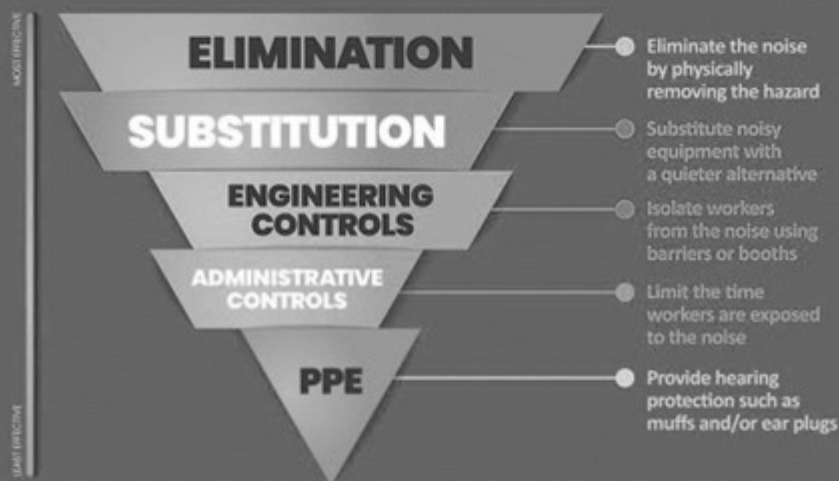 MOST EFFECTIVE
ELIMINATION
Eliminate the noise
by physically
removing the hazard
SUBSTITUTION
Substitute noisy
equipment with
a quieter alternative
ENGINEERING
CONTROLS
Isolate workers
from the noise using
barriers or booths
ADMINISTRATIVE
CONTROLS
Limit the time
workers are exposed
to the noise
PPE
Provide hearing
protection such as
muffs and/or ear plugs
LEAST EFFECTIVE